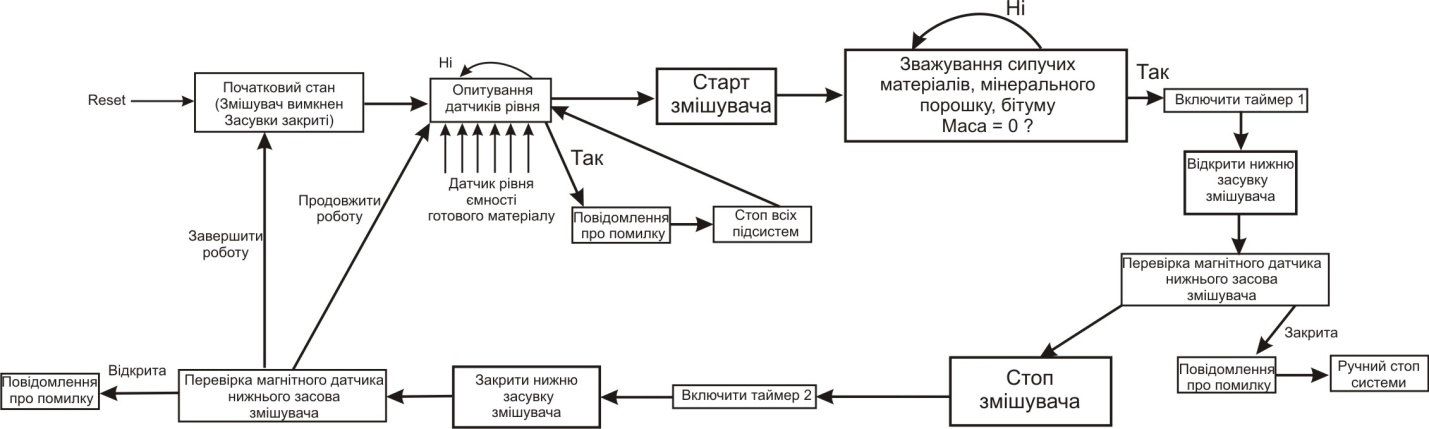 Reset
Початковий стан
(Змішувач вимкнен
Засувки закриті)
Ні
Опитування
датчиків рівня
Датчик рівня
ємності
готового матеріалу
Так
Повідомлення
про помилку
Стоп всіх
підсистем
Старт
змішувача
Ні
Зважування сипучих
матеріалів, мінерального
порошку, бітуму
Маса = 0 ?
Так
Включити таймер 1
Відкрити нижню
засувку
змішувача
Перевірка магнітного датчика
нижнього засова
змішувача
Закрита
Повідомлення
про помилку
Ручний стоп
системи
Стоп
змішувача
Включити таймер 2
Закрити нижню
засувку
змішувача
Перевірка магнітного датчика
нижнього засова
змішувача
Відкрита
Повідомлення
про помилку
Завершити
роботу
Продовжити
роботу